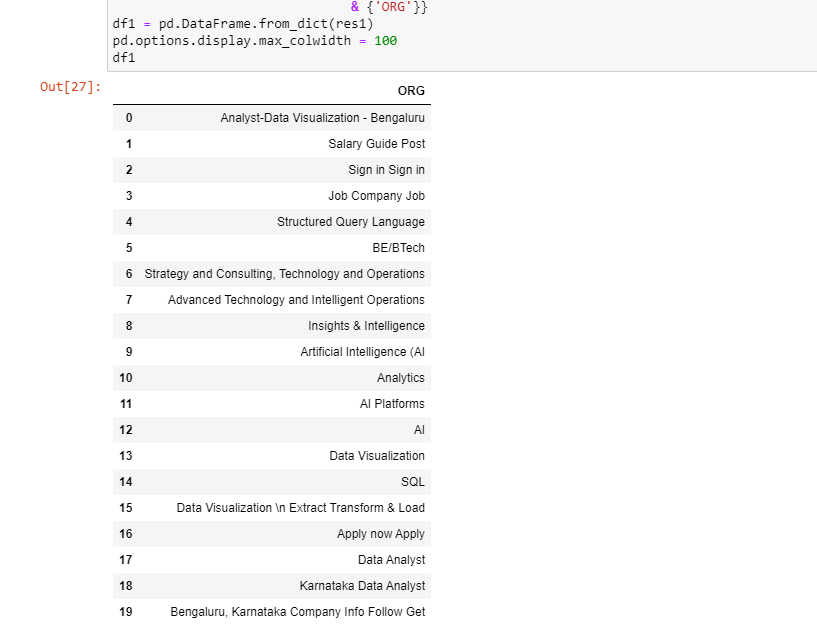 & {'ORG'}}
df1 = pd.DataFrame.from_dict(res1)
pd.options.display.max_colwidth = 100
df1
Out[27]:
ORG
0 Analyst-Data Visualization - Bengaluru
1 Salary Guide Post
2 Sign in Sign in
3 Job Company Job
4 Structured Query Language
5 BE/BTech
6 Strategy and Consulting, Technology and Operations
7 Advanced Technology and Intelligent Operations
8 Insights & Intelligence
9 Artificial Intelligence (AI
10 Analytics
11 AI Platforms
12 AI
13 Data Visualization
14 SQL
15 Data Visualization \n Extract Transform & Load
16 Apply now Apply
17 Data Analyst
18 Karnataka Data Analyst
19 Bengaluru, Karnataka Company Info Follow Get